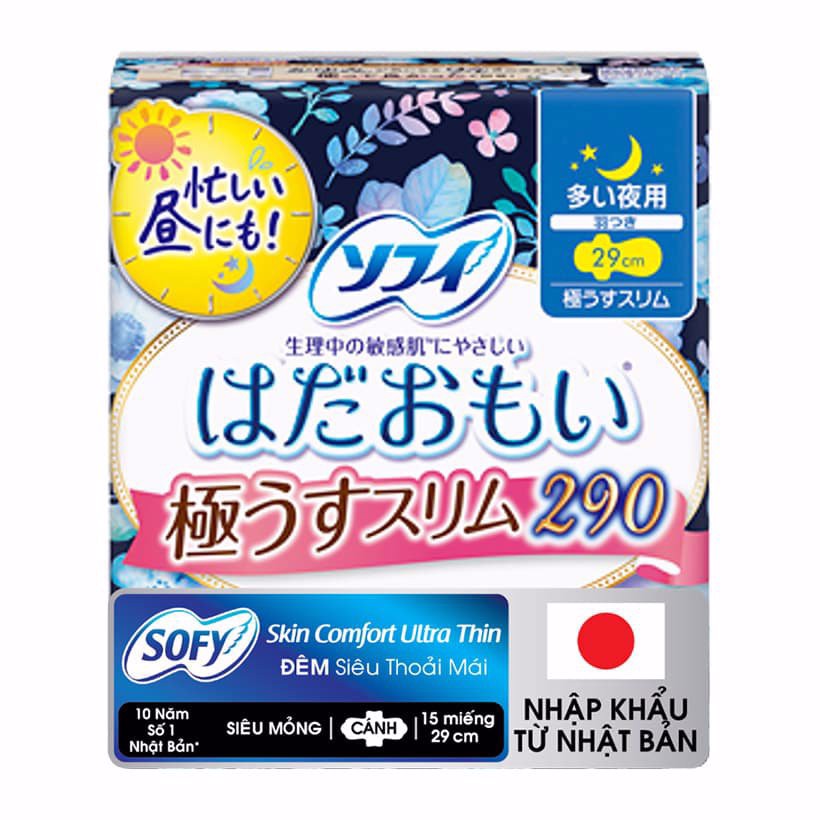 忙しい
昼にも!
多い夜用
羽つき
29cm
極うすスリム
ソフィ
生理中の敏感肌™にやさしい
はだおもい®
極うすスリム 290
SOFY
Skin Comfort Ultra Thin
ĐÊM Siêu Thoải Mái
10 Năm
Số 1
Nhật Bản*
SIÊU MỎNG
CÁNH
15 miếng
29 cm
NHẬP KHẨU
TỪ NHẬT BẢN